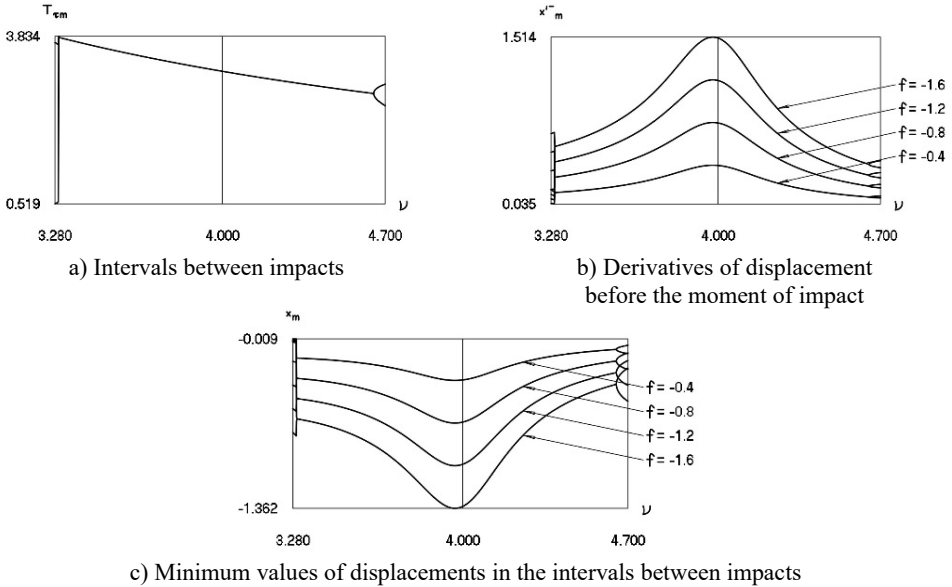 T τm
3.834
0.519
ν
3.280 4.000 4.700
a) Intervals between impacts
x'⁻m
1.514
0.035
f = -1.6
f = -1.2
f = -0.8
f = -0.4
ν
3.280 4.000 4.700
b) Derivatives of displacement
before the moment of impact
xm
-0.009
-1.362
f = -0.4
f = -0.8
f = -1.2
f = -1.6
ν
3.280 4.000 4.700
c) Minimum values of displacements in the intervals between impacts